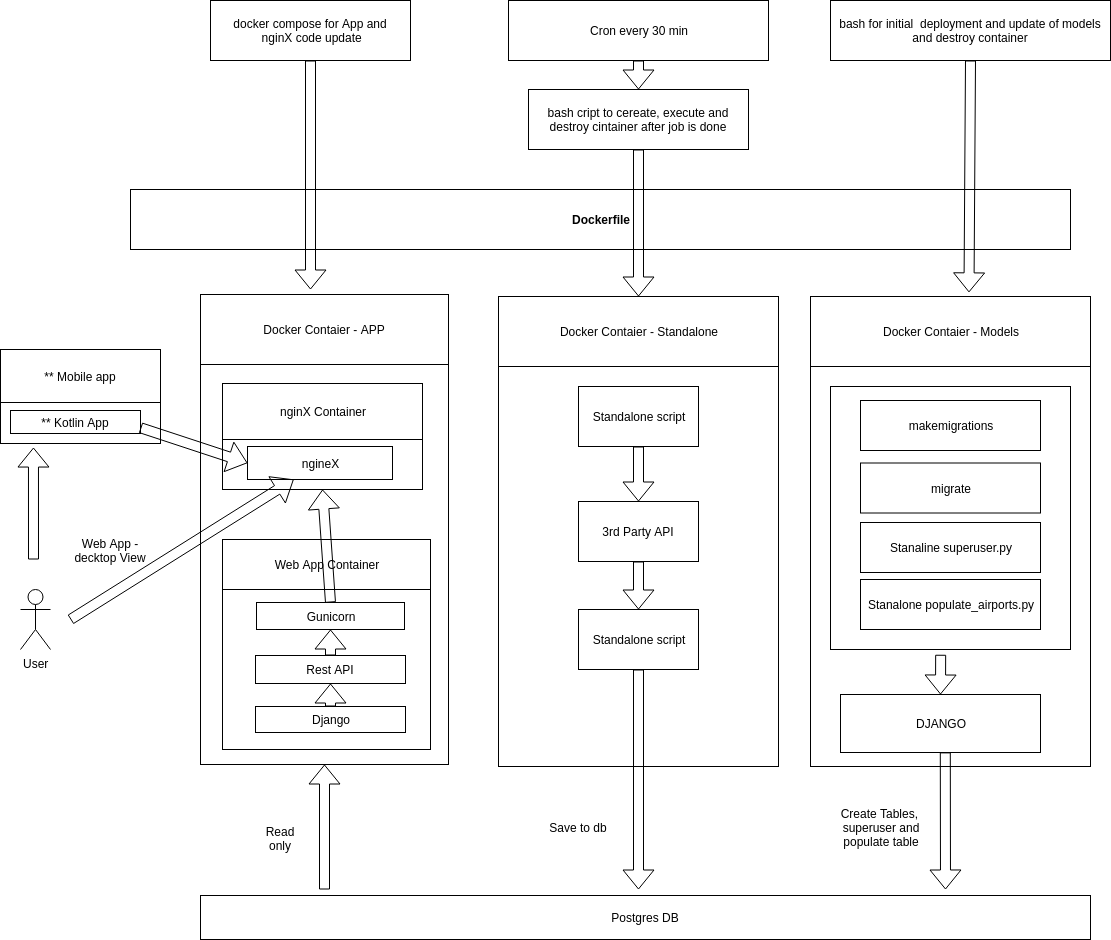 docker compose for App and
nginX code update
Cron every 30 min
bash for initial  deployment and update of models
and destroy container
bash cript to cereate, execute and
destroy cintainer after job is done
Dockerfile
Docker Contaier - APP
Docker Contaier - Standalone
Docker Contaier - Models
** Mobile app
** Kotlin App
nginX Container
ngineX
Web App -
decktop View
User
Web App Container
Gunicorn
Rest API
Django
Standalone script
3rd Party API
Standalone script
makemigrations
migrate
Stanaline superuser.py
Stanalone populate_airports.py
DJANGO
Read
only
Save to db
Create Tables,
superuser and
populate table
Postgres DB